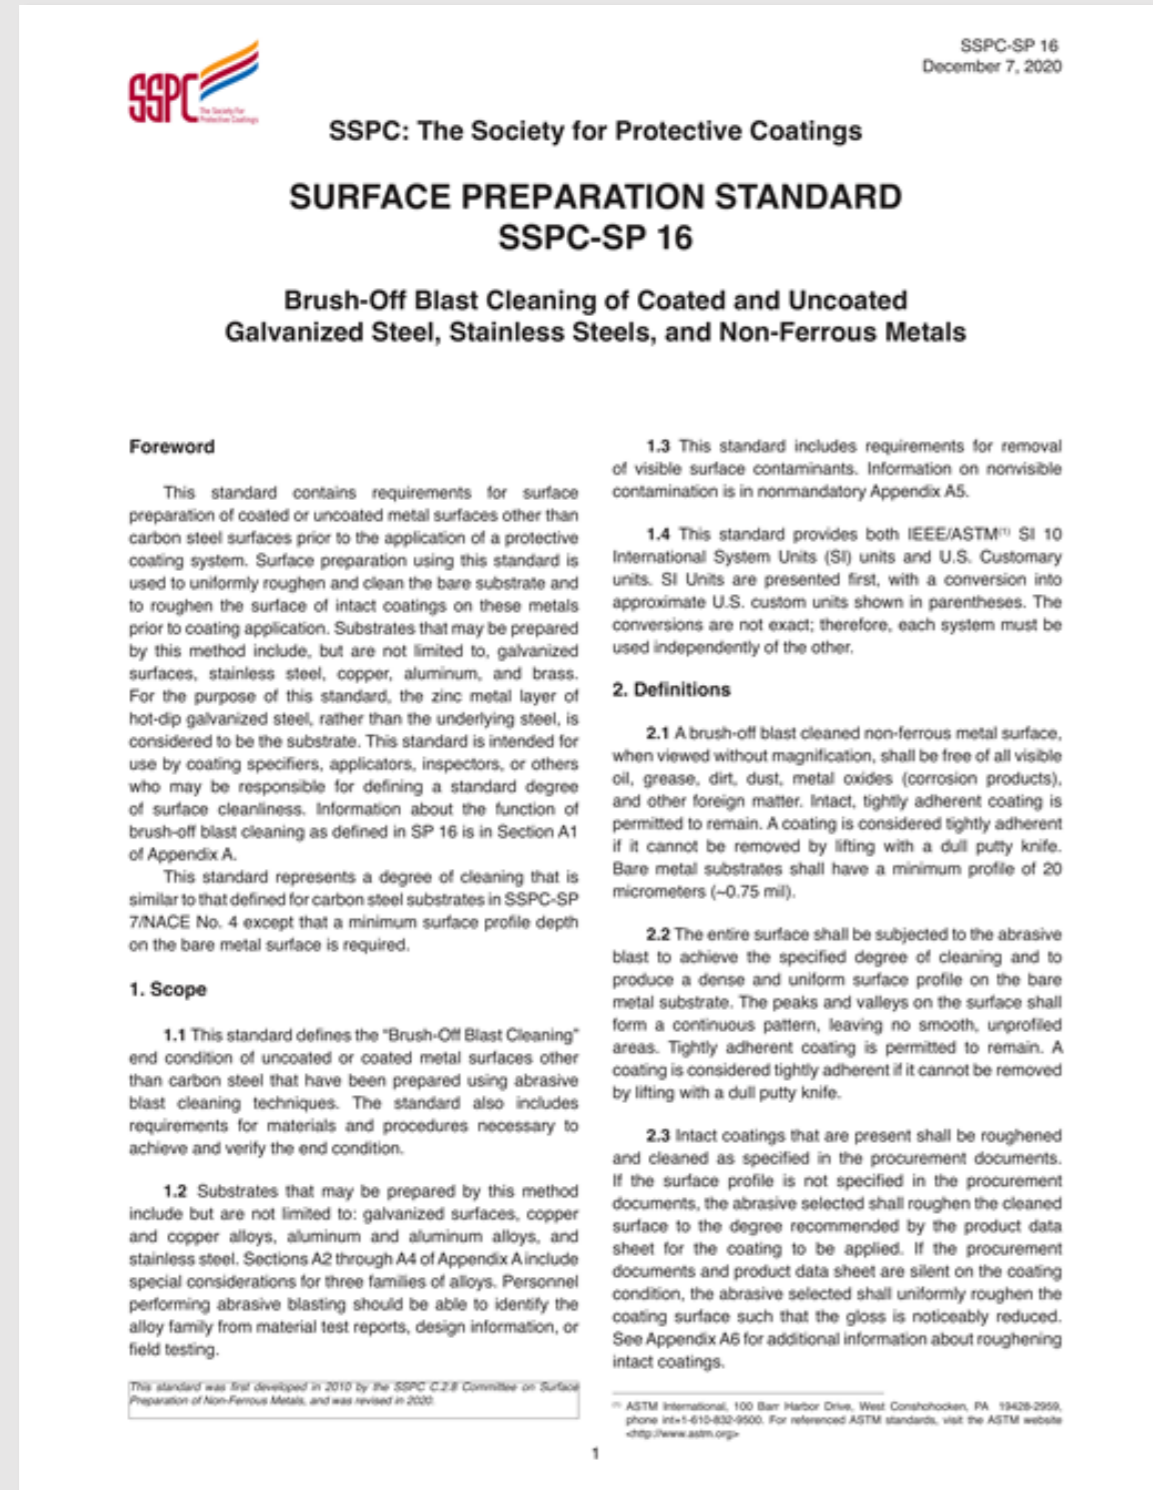 SSPC
The Society For
Protective Coatings
SSPC-SP 16
December 7, 2020
SSPC: The Society for Protective Coatings
SURFACE PREPARATION STANDARD
SSPC-SP 16
Brush-Off Blast Cleaning of Coated and Uncoated
Galvanized Steel, Stainless Steels, and Non-Ferrous Metals
Foreword
This standard contains requirements for surface
preparation of coated or uncoated metal surfaces other than
carbon steel surfaces prior to the application of a protective
coating system. Surface preparation using this standard is
used to uniformly roughen and clean the bare substrate and
to roughen the surface of intact coatings on these metals
prior to coating application. Substrates that may be prepared
by this method include, but are not limited to, galvanized
surfaces, stainless steel, copper, aluminum, and brass.
For the purpose of this standard, the zinc metal layer of
hot-dip galvanized steel, rather than the underlying steel, is
considered to be the substrate. This standard is intended for
use by coating specifiers, applicators, inspectors, or others
who may be responsible for defining a standard degree
of surface cleanliness. Information about the function of
brush-off blast cleaning as defined in SP 16 is in Section A1
of Appendix A.
This standard represents a degree of cleaning that is
similar to that defined for carbon steel substrates in SSPC-SP
7/NACE No. 4 except that a minimum surface profile depth
on the bare metal surface is required.
1. Scope
1.1 This standard defines the "Brush-Off Blast Cleaning"
end condition of uncoated or coated metal surfaces other
than carbon steel that have been prepared using abrasive
blast cleaning techniques. The standard also includes
requirements for materials and procedures necessary to
achieve and verify the end condition.
1.2 Substrates that may be prepared by this method
include but are not limited to: galvanized surfaces, copper
and copper alloys, aluminum and aluminum alloys, and
stainless steel. Sections A2 through A4 of Appendix A include
special considerations for three families of alloys. Personnel
performing abrasive blasting should be able to identify the
alloy family from material test reports, design information, or
field testing.
This standard was first developed in 2010 by the SSPC C.2.8 Committee on Surface
Preparation of Non-Ferrous Metals, and was revised in 2020.
1.3 This standard includes requirements for removal
of visible surface contaminants. Information on nonvisible
contamination is in nonmandatory Appendix A5.
1.4 This standard provides both IEEE/ASTM(1) SI 10
International System Units (SI) units and U.S. Customary
units. SI Units are presented first, with a conversion into
approximate U.S. custom units shown in parentheses. The
conversions are not exact; therefore, each system must be
used independently of the other.
2. Definitions
2.1 A brush-off blast cleaned non-ferrous metal surface,
when viewed without magnification, shall be free of all visible
oil, grease, dirt, dust, metal oxides (corrosion products),
and other foreign matter. Intact, tightly adherent coating is
permitted to remain. A coating is considered tightly adherent
if it cannot be removed by lifting with a dull putty knife.
Bare metal substrates shall have a minimum profile of 20
micrometers (~0.75 mil).
2.2 The entire surface shall be subjected to the abrasive
blast to achieve the specified degree of cleaning and to
produce a dense and uniform surface profile on the bare
metal substrate. The peaks and valleys on the surface shall
form a continuous pattern, leaving no smooth, unprofiled
areas. Tightly adherent coating is permitted to remain. A
coating is considered tightly adherent if it cannot be removed
by lifting with a dull putty knife.
2.3 Intact coatings that are present shall be roughened
and cleaned as specified in the procurement documents.
If the surface profile is not specified in the procurement
documents, the abrasive selected shall roughen the cleaned
surface to the degree recommended by the product data
sheet for the coating to be applied. If the procurement
documents and product data sheet are silent on the coating
condition, the abrasive selected shall uniformly roughen the
coating surface such that the gloss is noticeably reduced.
See Appendix A6 for additional information about roughening
intact coatings.
(1) ASTM International, 100 Barr Harbor Drive, West Conshohocken, PA 19428-2959,
phone int+1-610-832-9500. For referenced ASTM standards, visit the ASTM website
<http://www.astm.org>
1